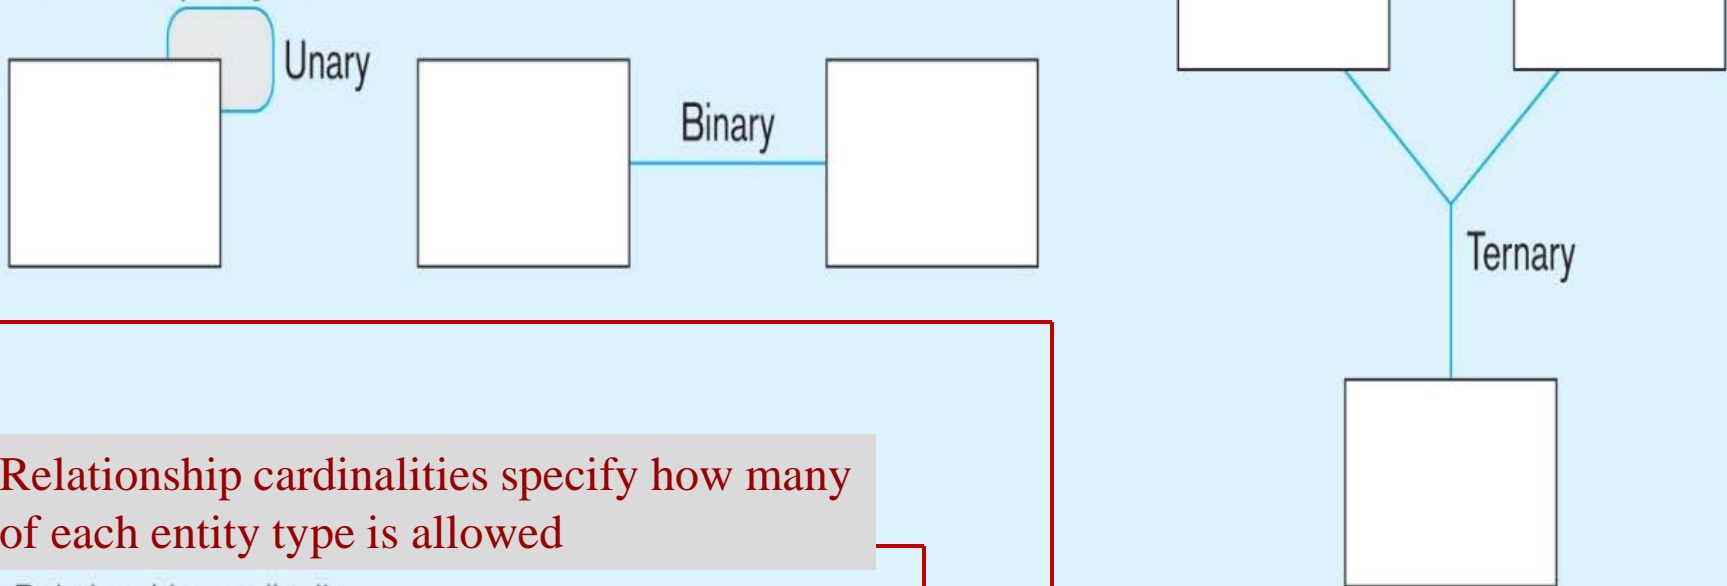 Unary
Binary
Ternary
Relationship cardinalities specify how many
of each entity type is allowed